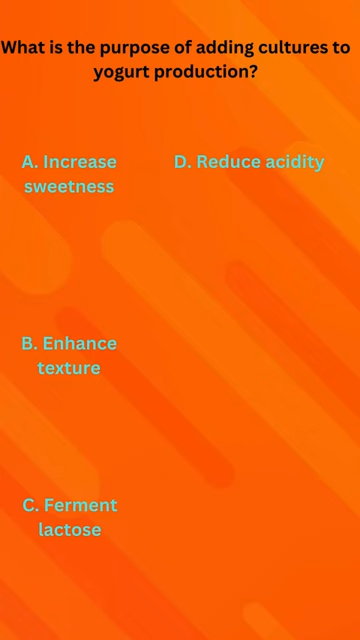 What is the purpose of adding cultures to
yogurt production?
A. Increase
sweetness
D. Reduce acidity
B. Enhance
texture
C. Ferment
lactose